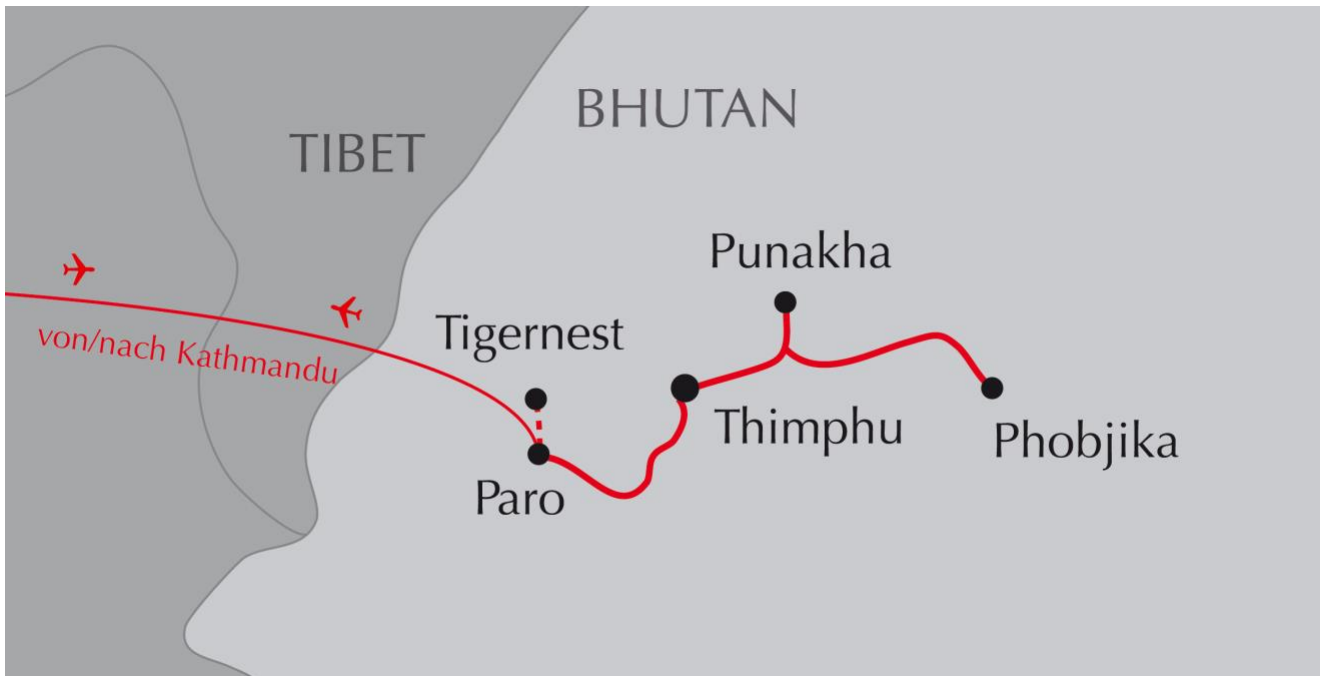 BHUTAN
TIBET
Punakha
Tigernest
von/nach Kathmandu
Thimphu
Phobjika
Paro